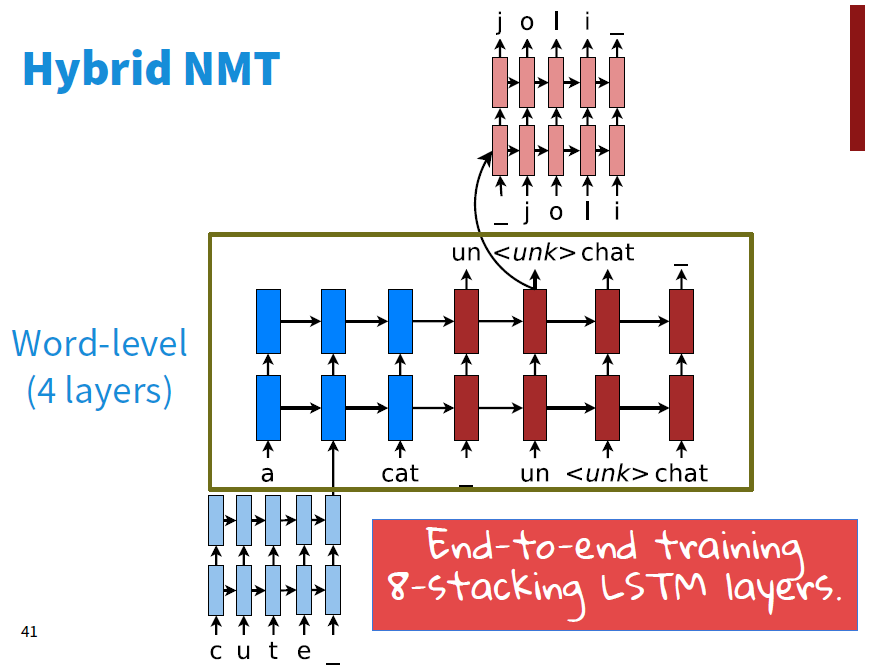 j o l i _
Hybrid NMT
_ j o l i
un <unk> chat _
Word-level
(4 layers)
a cat _ un <unk> chat
End-to-end training
8-stacking LSTM layers.
41
c u t e _